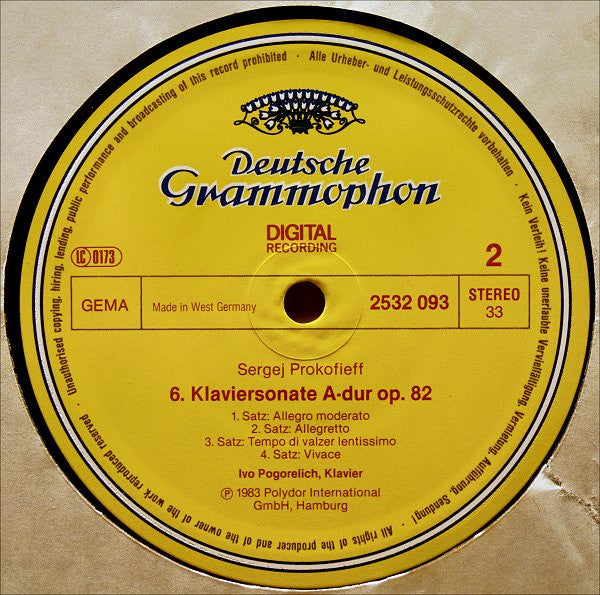 Unauthorised copying, hiring, lending, public performance and broadcasting of this record prohibited · Alle Urheber- und Leistungsschutzrechte vorbehalten · Kein Verleih! Keine unerlaubte Vervielfältigung, Vermietung, Aufführung, Sendung! · All rights of the producer and of the owner of the work reproduced reserved
Deutsche
Grammophon
DIGITAL
RECORDING
LC 0173
2
GEMA
Made in West Germany
2532 093
STEREO
33
Sergej Prokofieff
6. Klaviersonate A-dur op. 82
1. Satz: Allegro moderato
2. Satz: Allegretto
3. Satz: Tempo di valzer lentissimo
4. Satz: Vivace
Ivo Pogorelich, Klavier
℗ 1983 Polydor International
GmbH, Hamburg